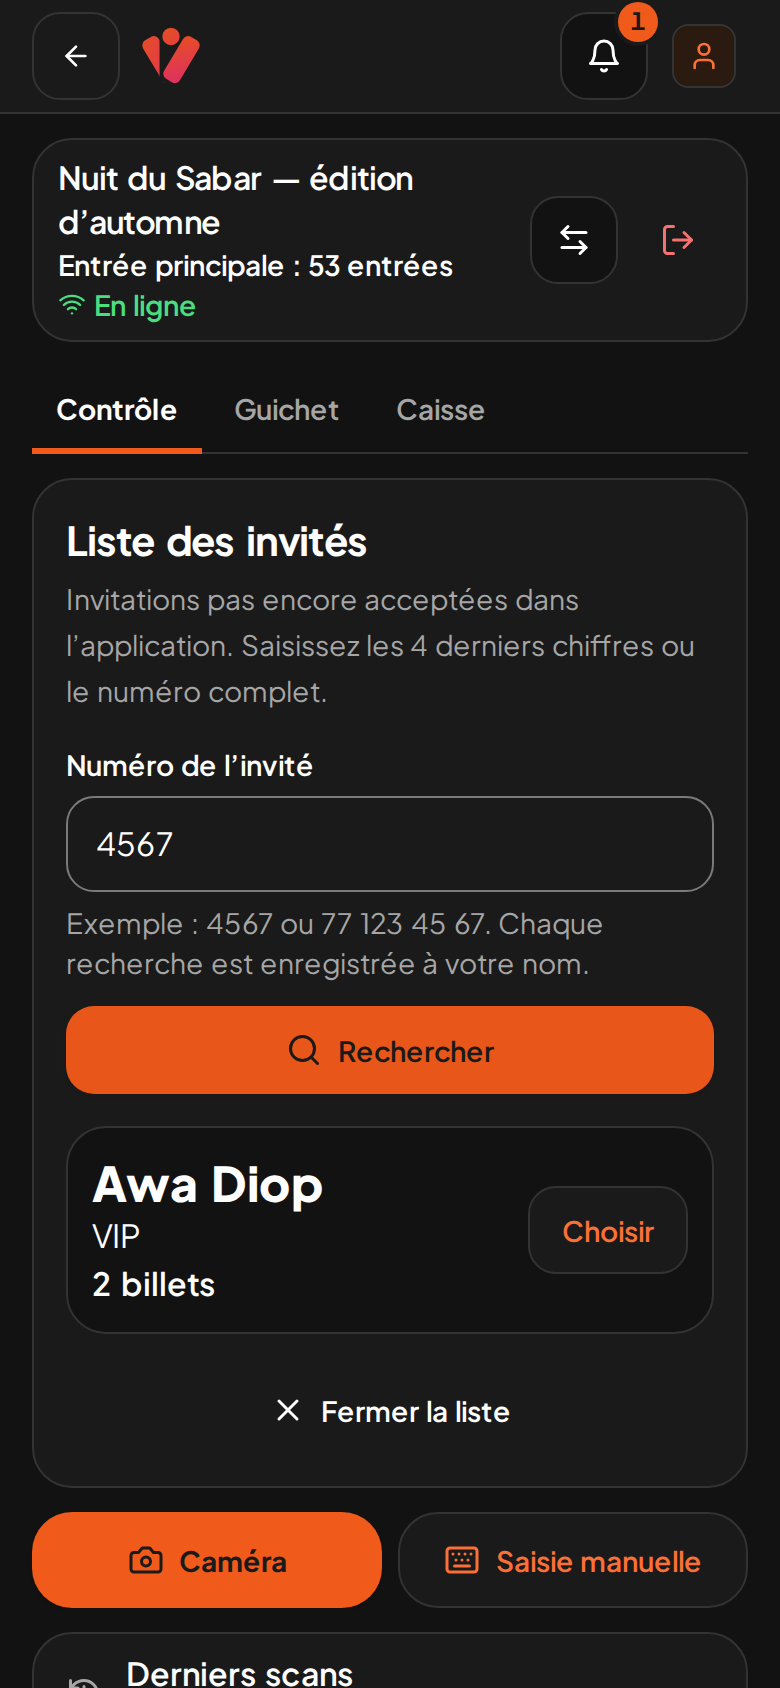 1
Nuit du Sabar — édition
d’automne
Entrée principale : 53 entrées
En ligne
Contrôle
Guichet
Caisse
Liste des invités
Invitations pas encore acceptées dans
l’application. Saisissez les 4 derniers chiffres ou
le numéro complet.
Numéro de l’invité
4567
Exemple : 4567 ou 77 123 45 67. Chaque
recherche est enregistrée à votre nom.
Rechercher
Awa Diop
VIP
2 billets
Choisir
Fermer la liste
Caméra
Saisie manuelle
Derniers scans